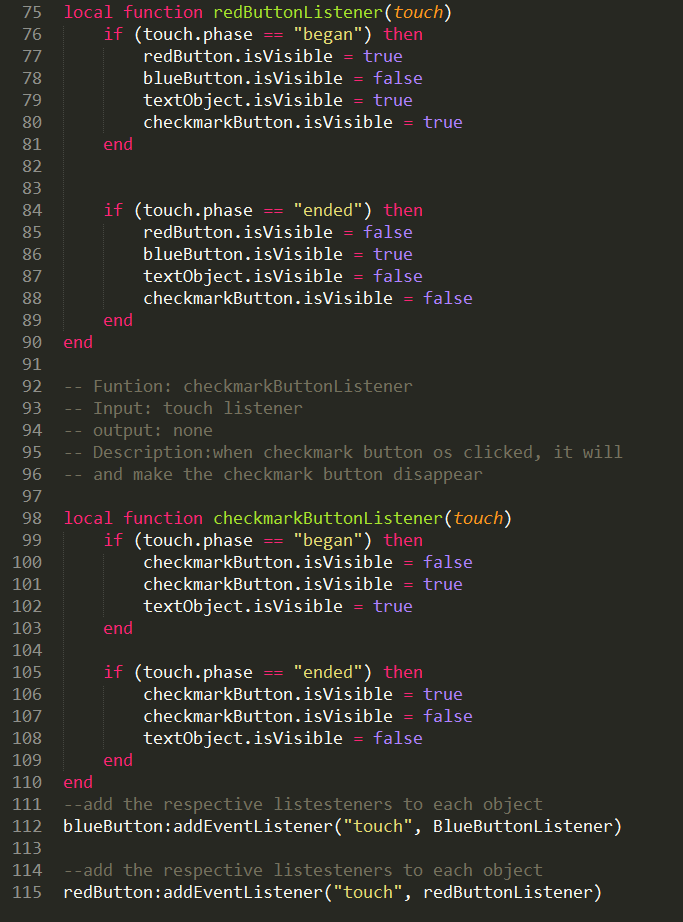 75 local function redButtonListener(touch)
76     if (touch.phase == "began") then
77         redButton.isVisible = true
78         blueButton.isVisible = false
79         textObject.isVisible = true
80         checkmarkButton.isVisible = true
81     end
82
83
84     if (touch.phase == "ended") then
85         redButton.isVisible = false
86         blueButton.isVisible = true
87         textObject.isVisible = false
88         checkmarkButton.isVisible = false
89     end
90 end
91
92 -- Funtion: checkmarkButtonListener
93 -- Input: touch listener
94 -- output: none
95 -- Description:when checkmark button os clicked, it will
96 -- and make the checkmark button disappear
97
98 local function checkmarkButtonListener(touch)
99     if (touch.phase == "began") then
100         checkmarkButton.isVisible = false
101         checkmarkButton.isVisible = true
102         textObject.isVisible = true
103     end
104
105     if (touch.phase == "ended") then
106         checkmarkButton.isVisible = true
107         checkmarkButton.isVisible = false
108         textObject.isVisible = false
109     end
110 end
111 --add the respective listesteners to each object
112 blueButton:addEventListener("touch", BlueButtonListener)
113
114 --add the respective listesteners to each object
115 redButton:addEventListener("touch", redButtonListener)